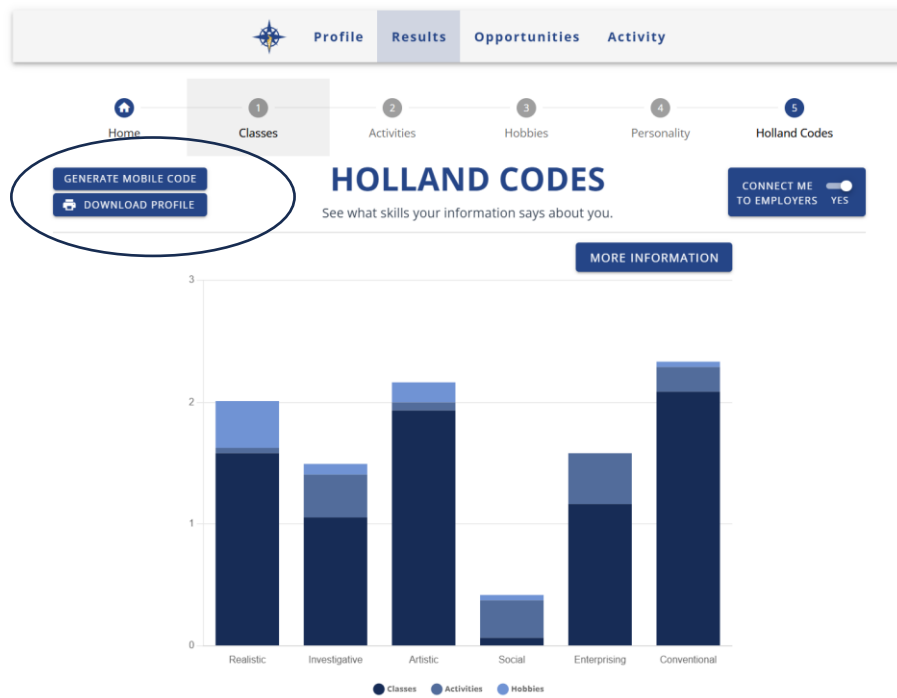 Profile Results Opportunities Activity
1 2 3 4 5
Home Classes Activities Hobbies Personality Holland Codes
GENERATE MOBILE CODE
DOWNLOAD PROFILE
HOLLAND CODES
See what skills your information says about you.
CONNECT ME
TO EMPLOYERS YES
MORE INFORMATION
3
2
1
0
Realistic Investigative Artistic Social Enterprising Conventional
Classes Activities Hobbies